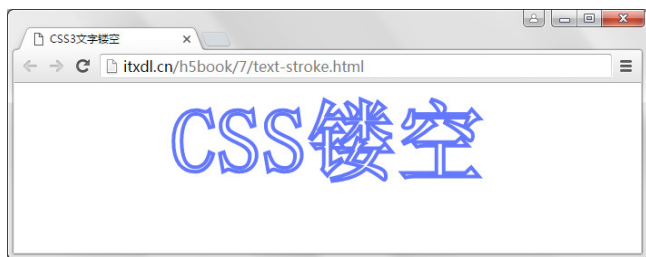 CSS3文字镂空
itxdl.cn/h5book/7/text-stroke.html
CSS镂空